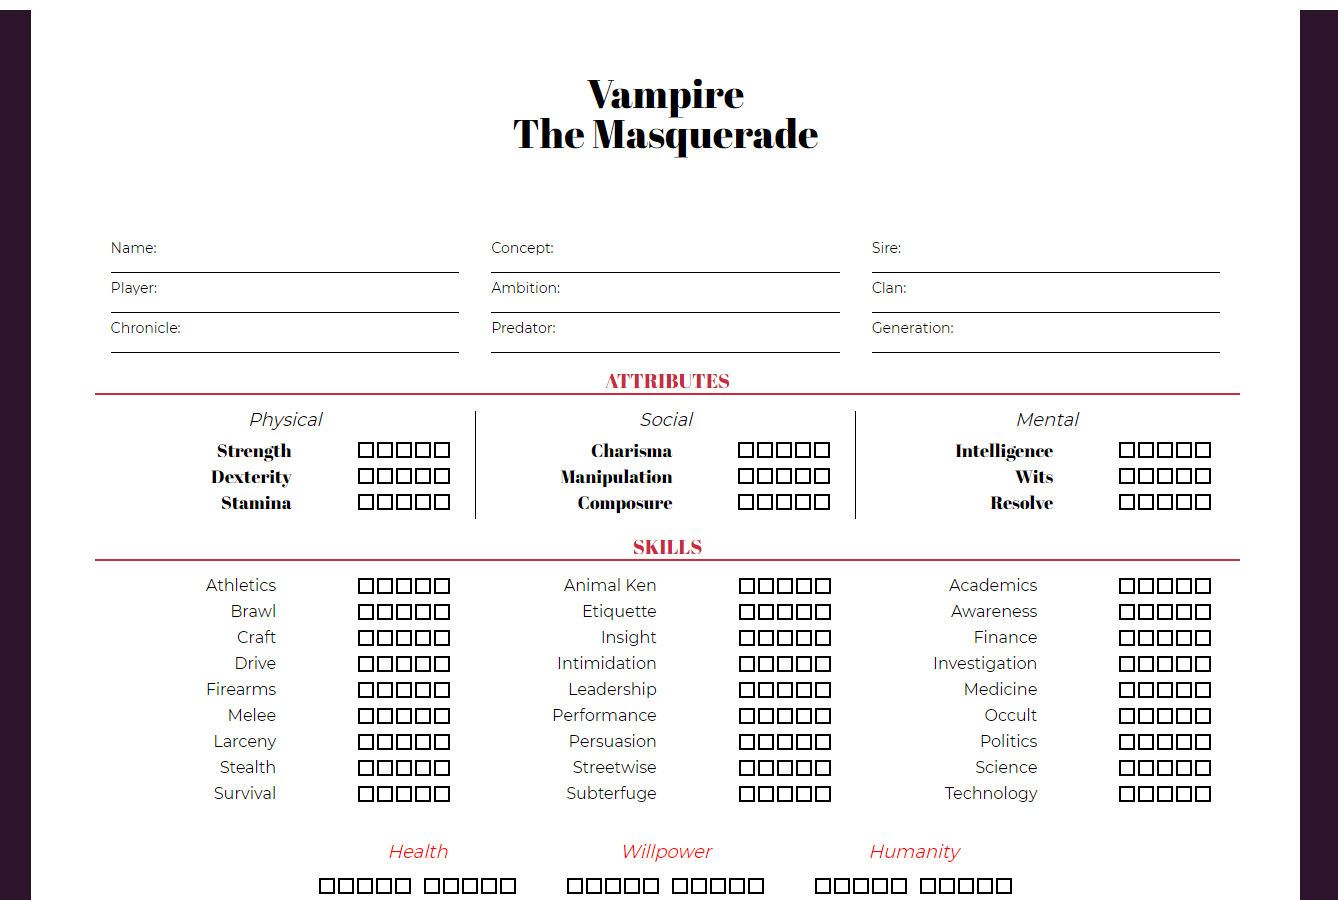 Vampire
The Masquerade
Name: Concept: Sire:
Player: Ambition: Clan:
Chronicle: Predator: Generation:
ATTRIBUTES
Physical Social Mental
Strength Charisma Intelligence
Dexterity Manipulation Wits
Stamina Composure Resolve
SKILLS
Athletics Animal Ken Academics
Brawl Etiquette Awareness
Craft Insight Finance
Drive Intimidation Investigation
Firearms Leadership Medicine
Melee Performance Occult
Larceny Persuasion Politics
Stealth Streetwise Science
Survival Subterfuge Technology
Health Willpower Humanity